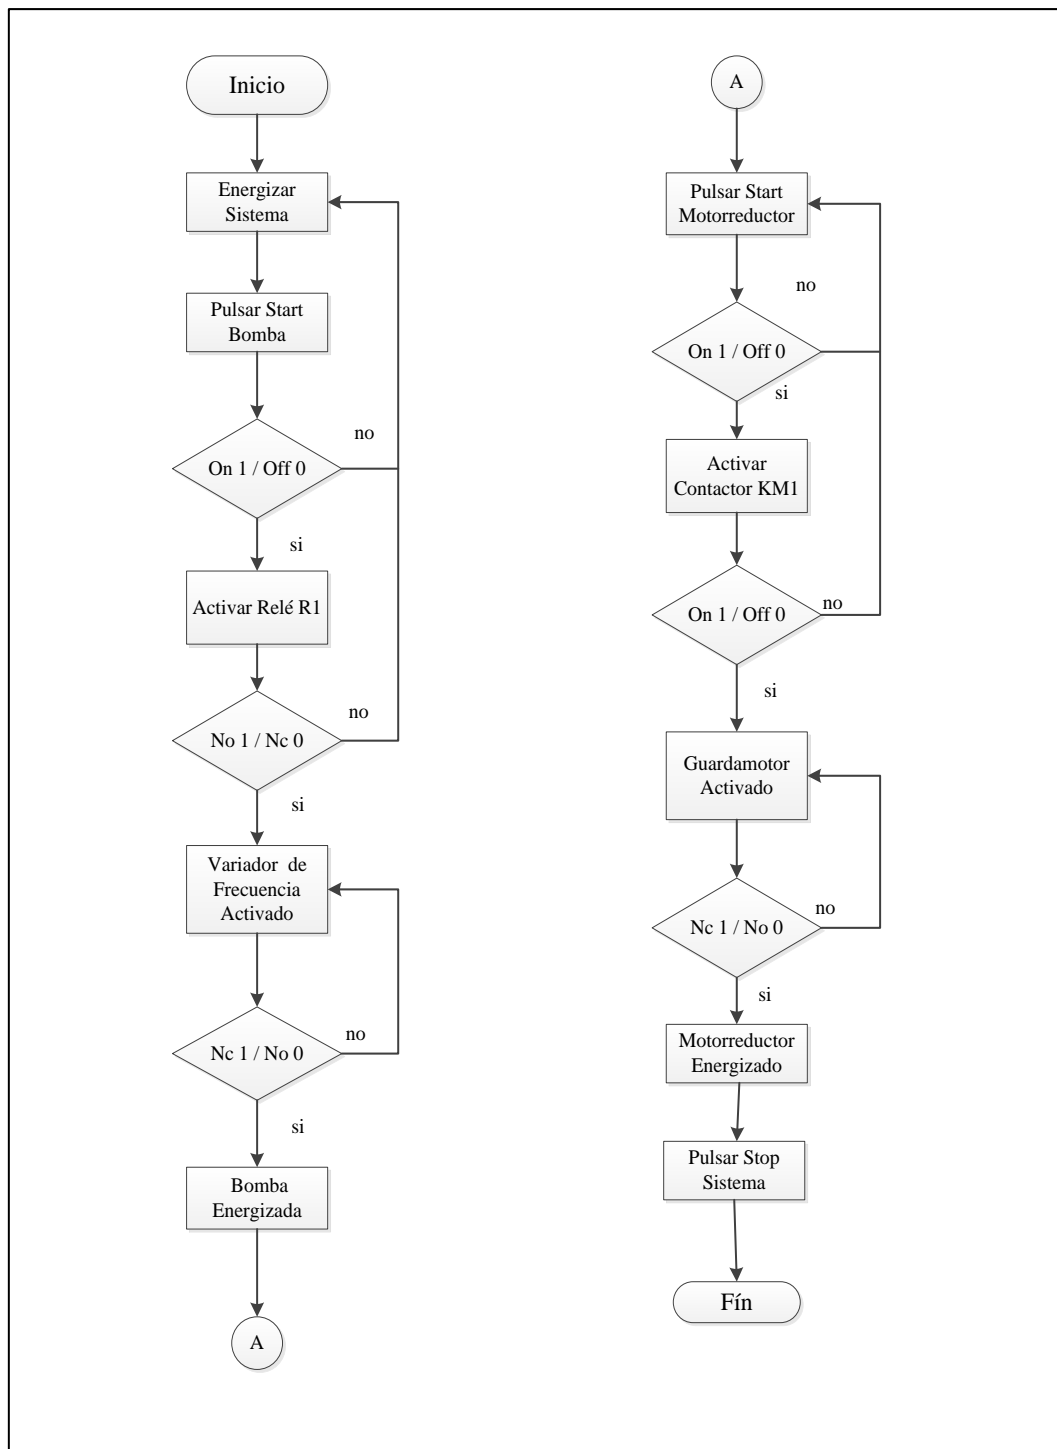 Inicio
Energizar
Sistema
Pulsar Start
Bomba
no
On 1 / Off 0
si
Activar Relé R1
no
No 1 / Nc 0
si
Variador de
Frecuencia
Activado
no
Nc 1 / No 0
si
Bomba
Energizada
A
A
Pulsar Start
Motorreductor
no
On 1 / Off 0
si
Activar
Contactor KM1
no
On 1 / Off 0
si
Guardamotor
Activado
no
Nc 1 / No 0
si
Motorreductor
Energizado
Pulsar Stop
Sistema
Fín